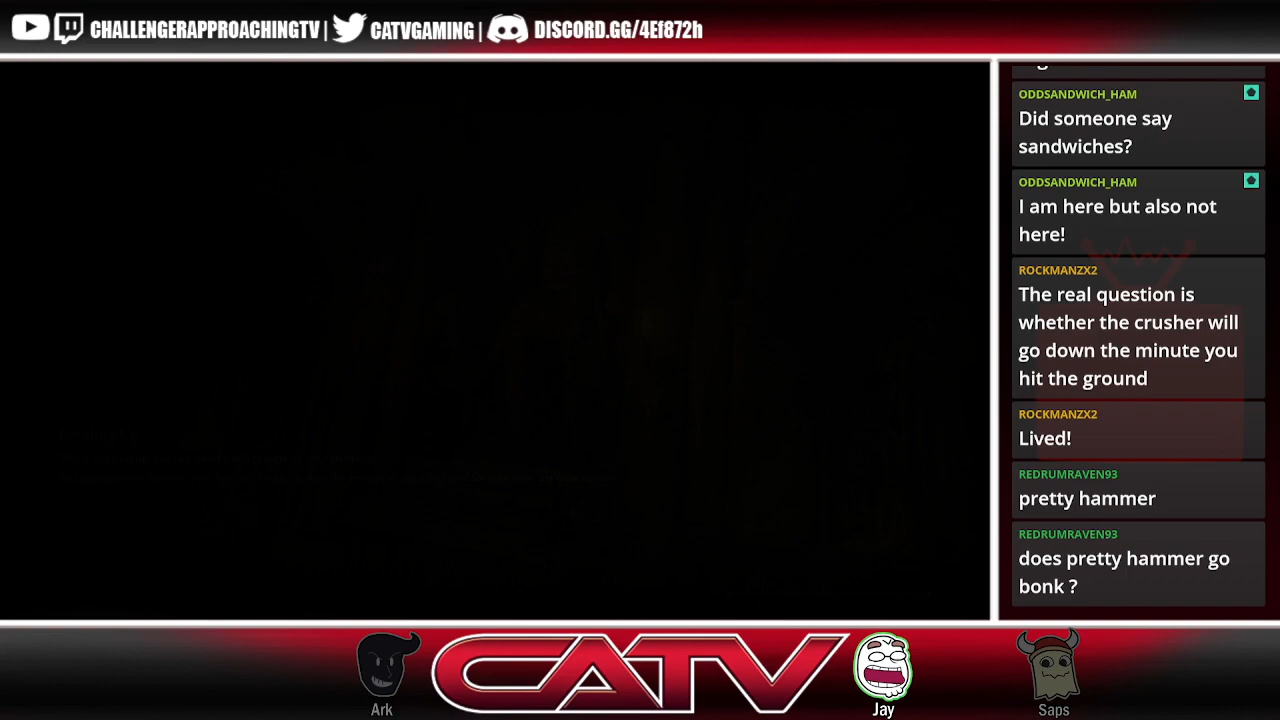 CHALLENGERAPPROACHINGTV | CATVGAMING | DISCORD.GG/4Ef872h
ODDSANDWICH_HAM
Did someone say
sandwiches?
ODDSANDWICH_HAM
I am here but also not
here!
ROCKMANZX2
The real question is
whether the crusher will
go down the minute you
hit the ground
ROCKMANZX2
Lived!
REDRUMRAVEN93
pretty hammer
REDRUMRAVEN93
does pretty hammer go
bonk ?
CATV
Ark
Jay
Saps